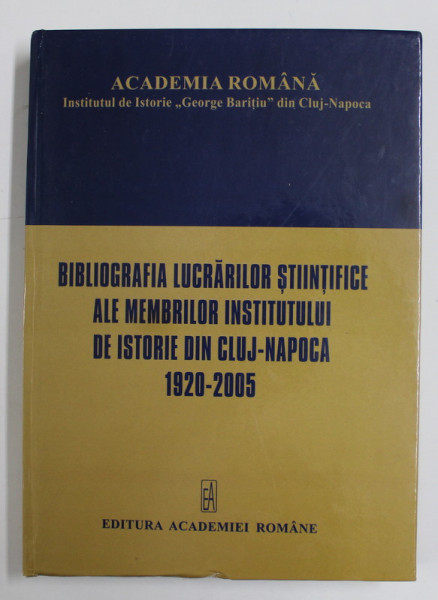 ACADEMIA ROMÂNĂ
Institutul de Istorie „George Barițiu” din Cluj-Napoca
BIBLIOGRAFIA LUCRĂRILOR ȘTIINȚIFICE
ALE MEMBRILOR INSTITUTULUI
DE ISTORIE DIN CLUJ-NAPOCA
1920-2005
EA
EDITURA ACADEMIEI ROMÂNE